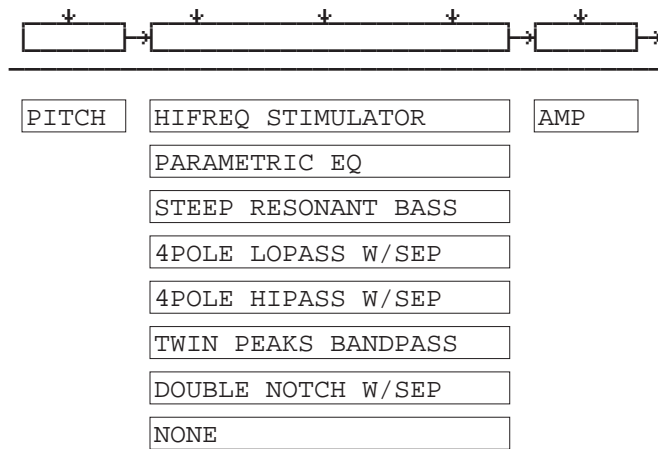 PITCH HIFREQ STIMULATOR AMP
PARAMETRIC EQ
STEEP RESONANT BASS
4POLE LOPASS W/SEP
4POLE HIPASS W/SEP
TWIN PEAKS BANDPASS
DOUBLE NOTCH W/SEP
NONE